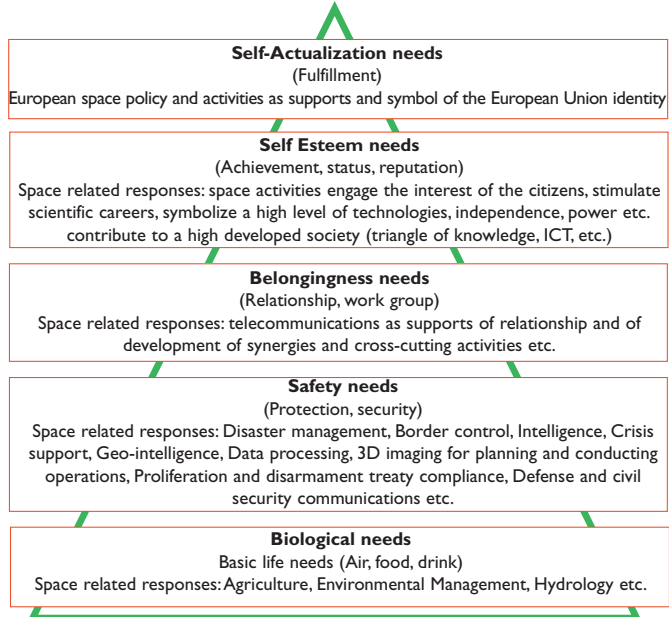 Self-Actualization needs
(Fulfillment)
European space policy and activities as supports and symbol of the European Union identity
Self Esteem needs
(Achievement, status, reputation)
Space related responses: space activities engage the interest of the citizens, stimulate
scientific careers, symbolize a high level of technologies, independence, power etc.
contribute to a high developed society (triangle of knowledge, ICT, etc.)
Belongingness needs
(Relationship, work group)
Space related responses: telecommunications as supports of relationship and of
development of synergies and cross-cutting activities etc.
Safety needs
(Protection, security)
Space related responses: Disaster management, Border control, Intelligence, Crisis
support, Geo-intelligence, Data processing, 3D imaging for planning and conducting
operations, Proliferation and disarmament treaty compliance, Defense and civil
security communications etc.
Biological needs
Basic life needs (Air, food, drink)
Space related responses: Agriculture, Environmental Management, Hydrology etc.